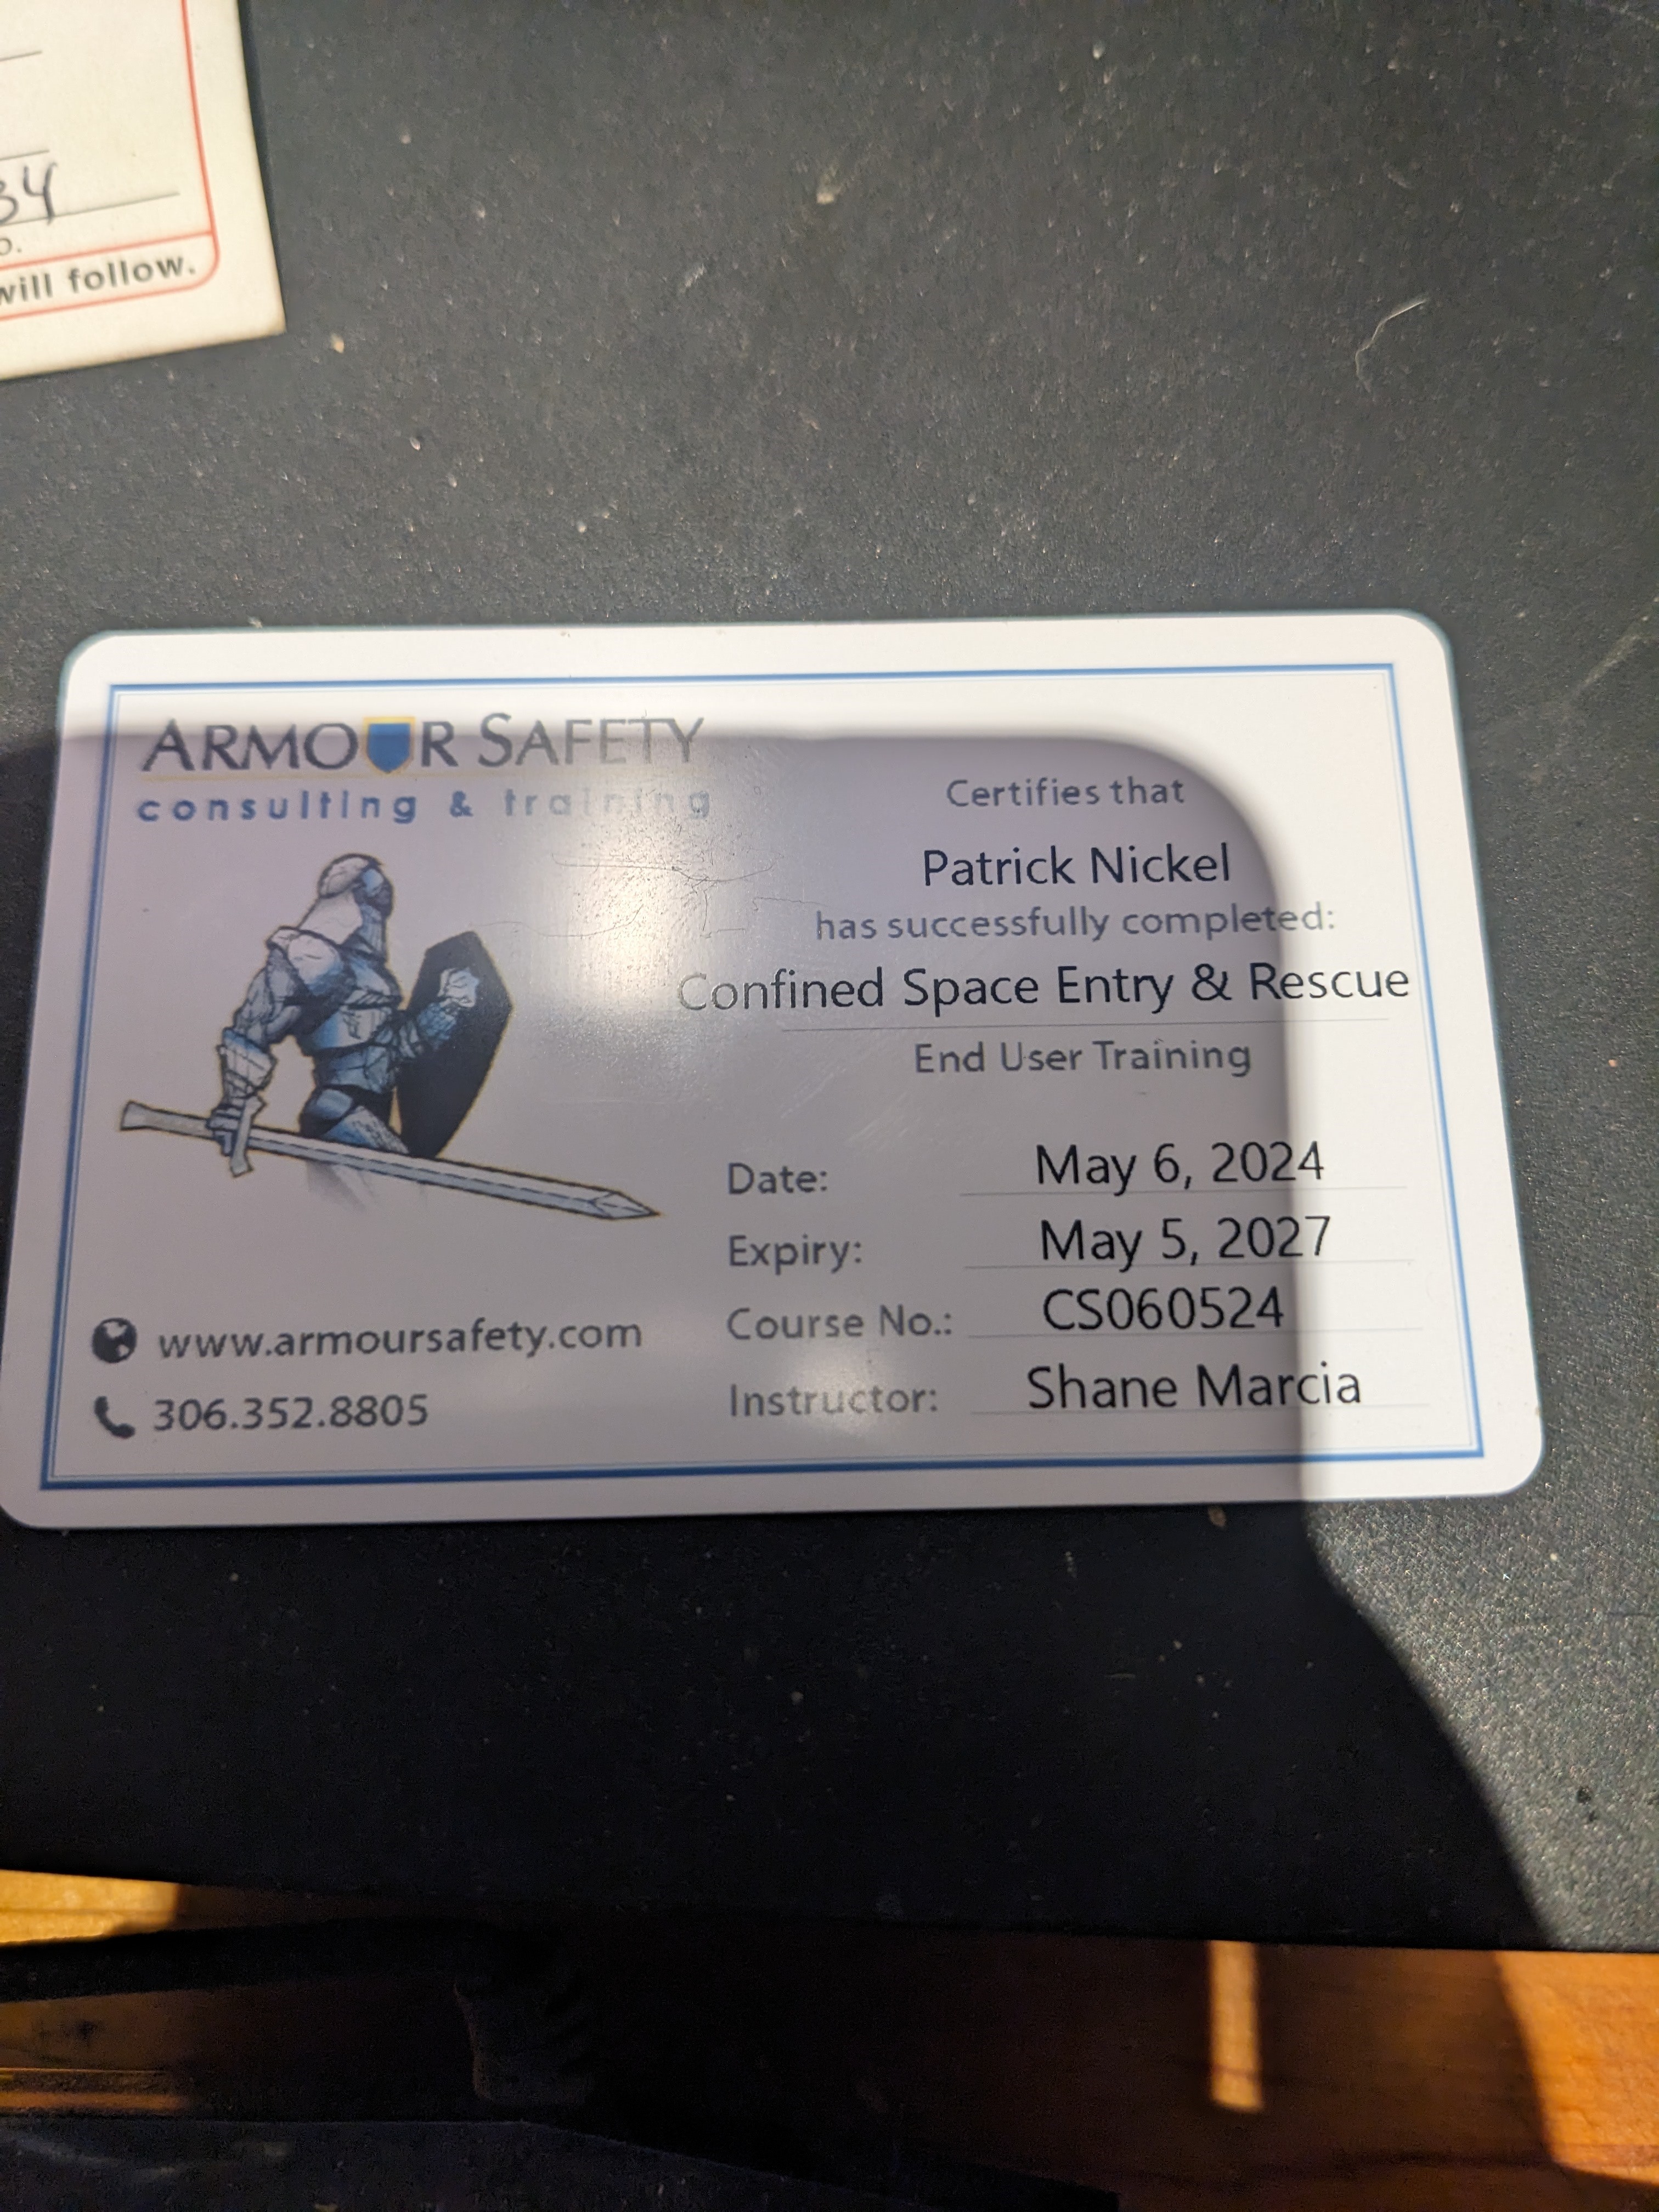 34
will follow.
ARMOUR SAFETY
consulting & training
Certifies that
Patrick Nickel
has successfully completed:
Confined Space Entry & Rescue
End User Training
Date: May 6, 2024
Expiry: May 5, 2027
Course No.: CS060524
Instructor: Shane Marcia
www.armoursafety.com
306.352.8805